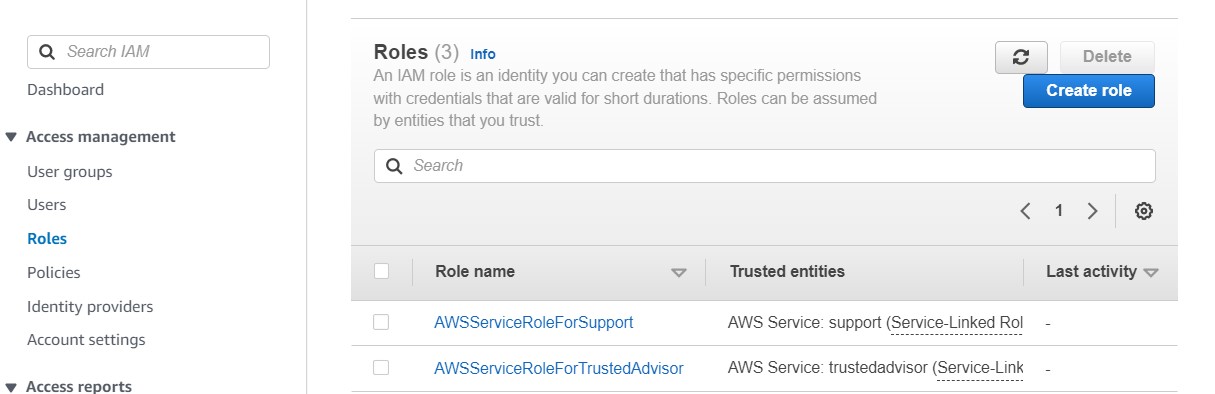 Search IAM
Dashboard
Access management
User groups
Users
Roles
Policies
Identity providers
Account settings
Access reports
Roles (3) Info
An IAM role is an identity you can create that has specific permissions
with credentials that are valid for short durations. Roles can be assumed
by entities that you trust.
Delete
Create role
Search
1
Role name Trusted entities Last activity
AWSServiceRoleForSupport AWS Service: support (Service-Linked Rol -
AWSServiceRoleForTrustedAdvisor AWS Service: trustedadvisor (Service-Link -